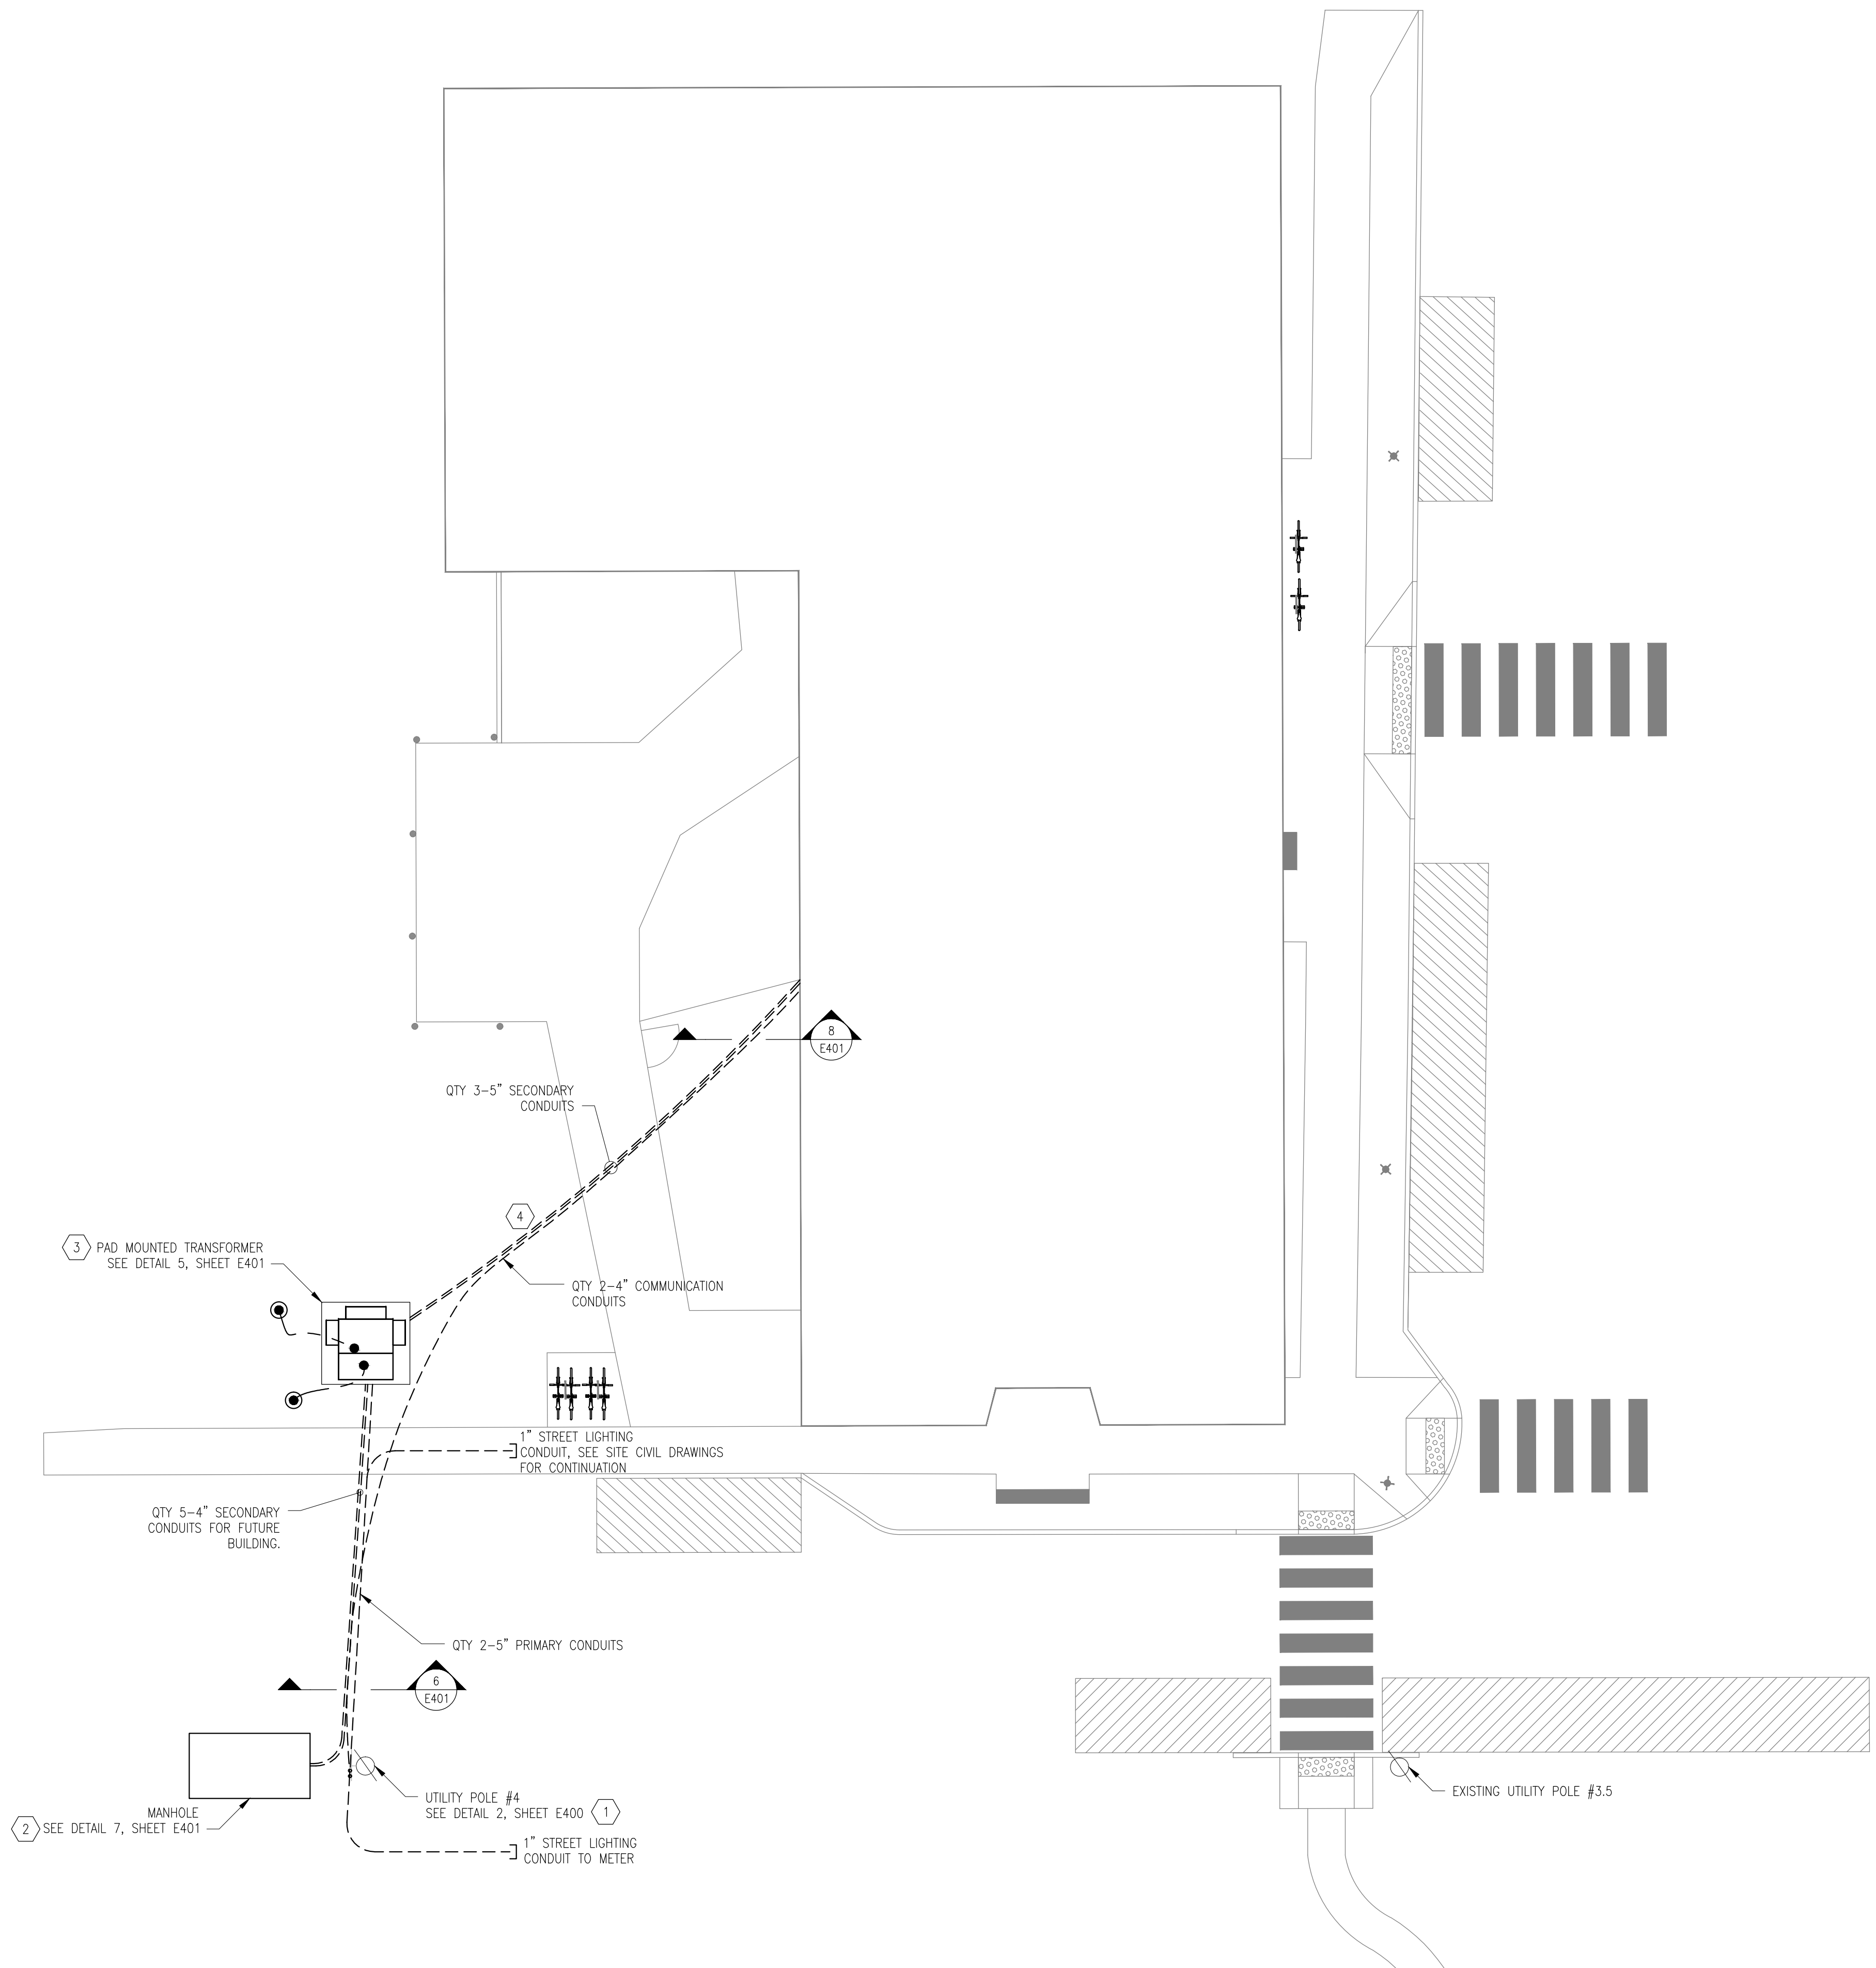 8
E401
QTY 3-5" SECONDARY
CONDUITS
4
3
PAD MOUNTED TRANSFORMER
SEE DETAIL 5, SHEET E401
QTY 2-4" COMMUNICATION
CONDUITS
1" STREET LIGHTING
CONDUIT, SEE SITE CIVIL DRAWINGS
FOR CONTINUATION
QTY 5-4" SECONDARY
CONDUITS FOR FUTURE
BUILDING.
QTY 2-5" PRIMARY CONDUITS
6
E401
UTILITY POLE #4
SEE DETAIL 2, SHEET E400
1
EXISTING UTILITY POLE #3.5
MANHOLE
2
SEE DETAIL 7, SHEET E401
1" STREET LIGHTING
CONDUIT TO METER